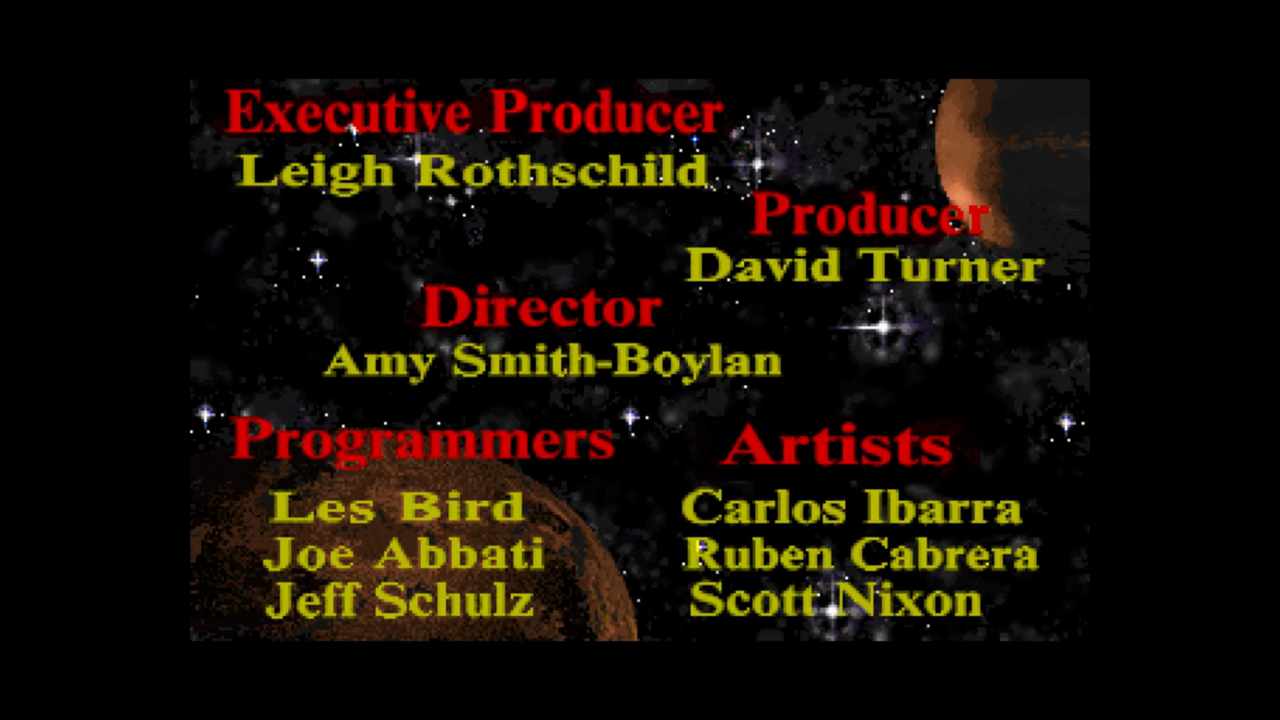 Executive Producer
Leigh Rothschild
Producer
David Turner
Director
Amy Smith-Boylan
Programmers
Les Bird
Joe Abbati
Jeff Schulz
Artists
Carlos Ibarra
Ruben Cabrera
Scott Nixon